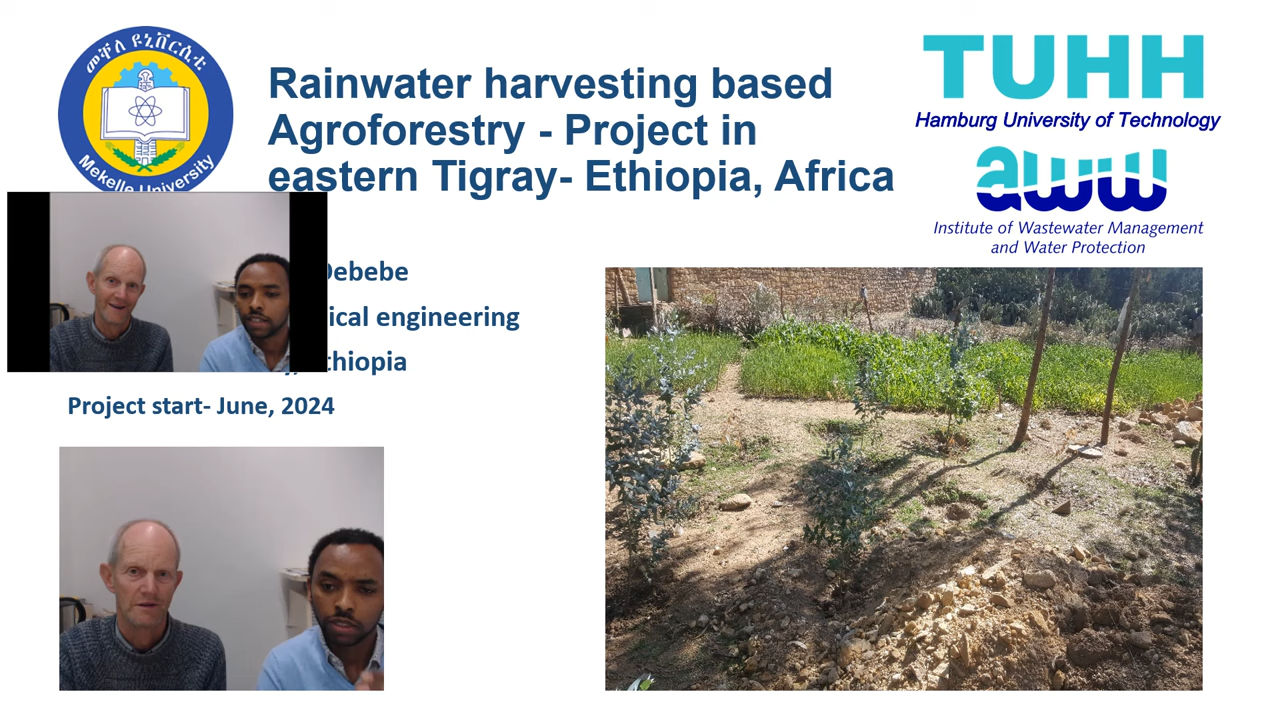 መቐለ ዩኒቨርሲቲ
Mekelle University
Rainwater harvesting based
Agroforestry - Project in
eastern Tigray- Ethiopia, Africa
TUHH
Hamburg University of Technology
aww
Institute of Wastewater Management
and Water Protection
Debebe
ical engineering
thiopia
Project start- June, 2024